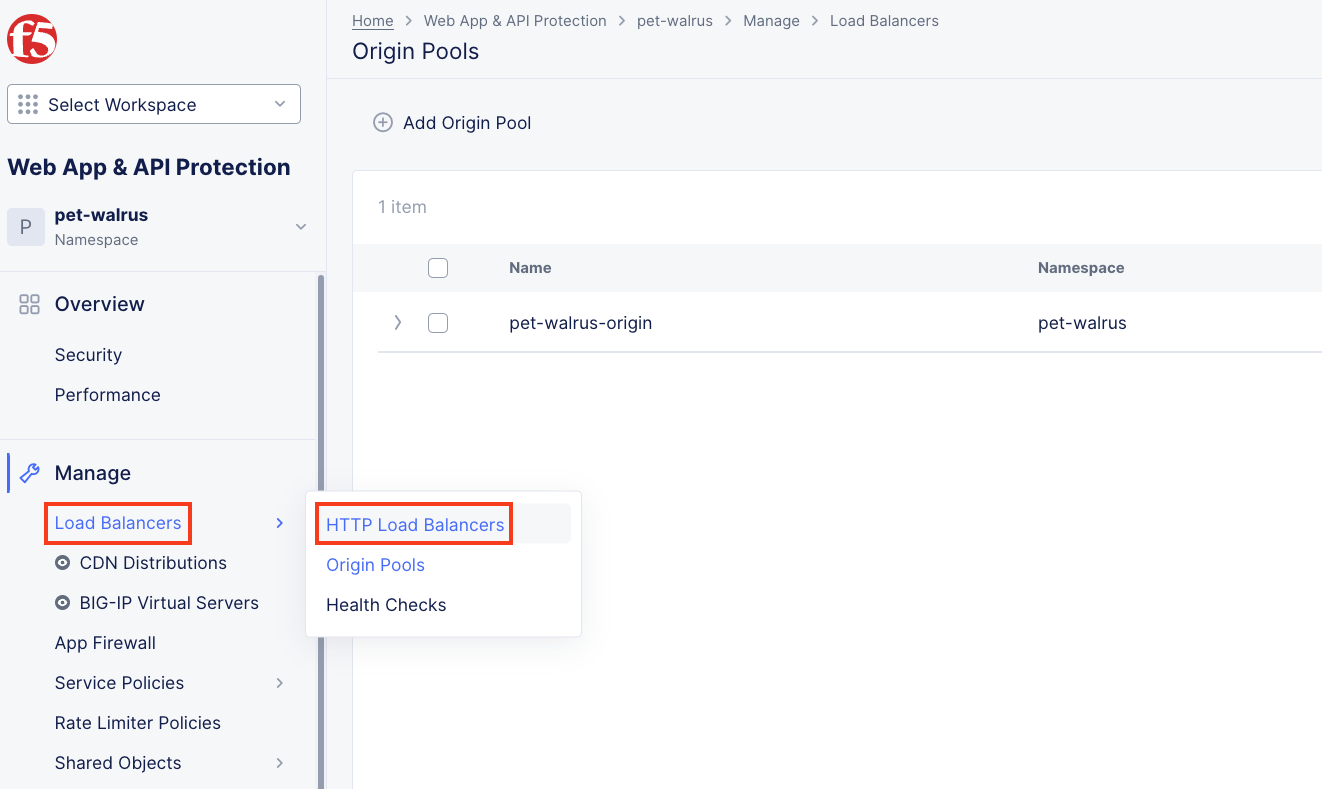 f5
Home > Web App & API Protection > pet-walrus > Manage > Load Balancers
Origin Pools
Select Workspace
Web App & API Protection
P
pet-walrus
Namespace
Overview
Security
Performance
Manage
Load Balancers
CDN Distributions
BIG-IP Virtual Servers
App Firewall
Service Policies
Rate Limiter Policies
Shared Objects
HTTP Load Balancers
Origin Pools
Health Checks
Add Origin Pool
1 item
Name Namespace
pet-walrus-origin pet-walrus